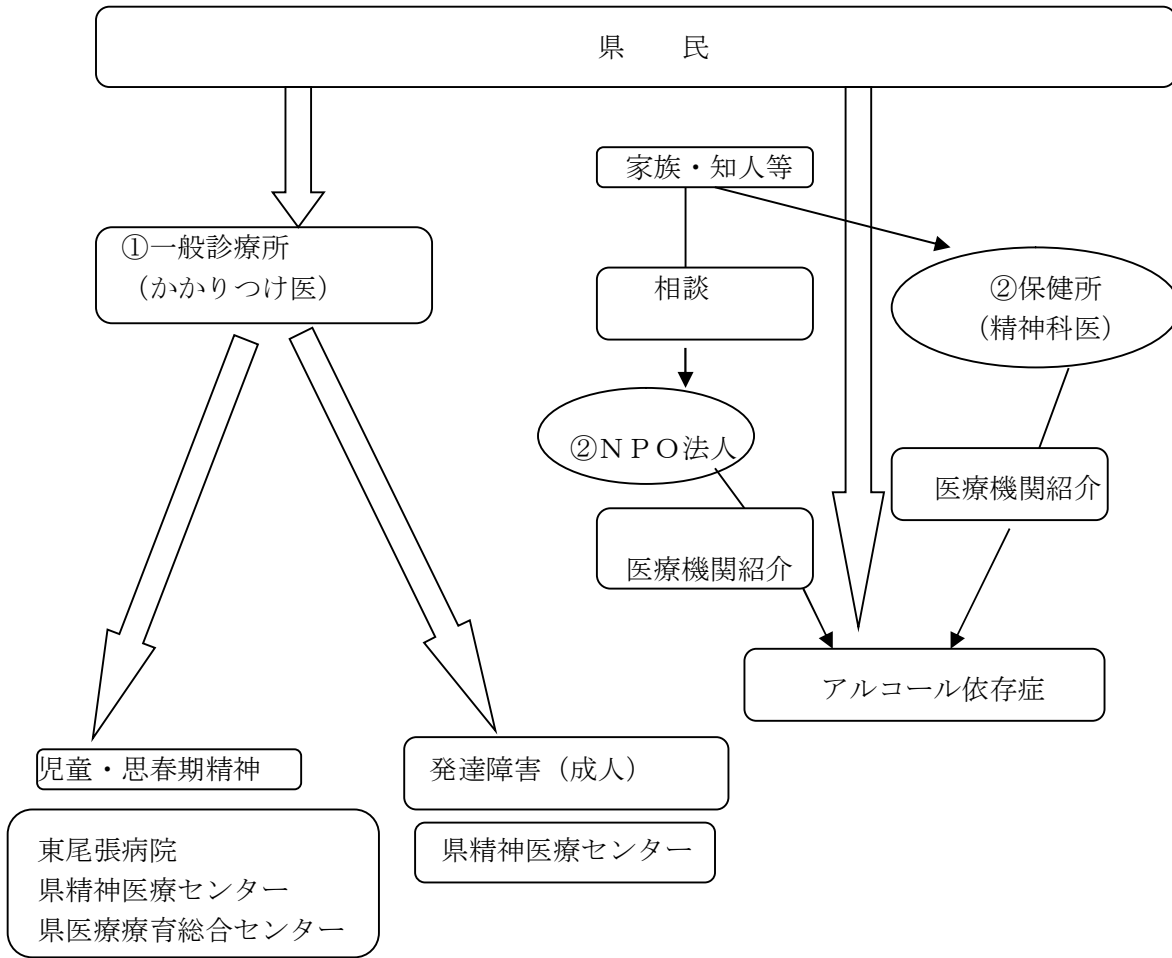 県　　民
家族・知人等
①一般診療所
（かかりつけ医）
相談
②保健所
（精神科医）
②ＮＰＯ法人
医療機関紹介
医療機関紹介
アルコール依存症
児童・思春期精神
発達障害（成人）
東尾張病院
県精神医療センター
県医療療育総合センター
県精神医療センター